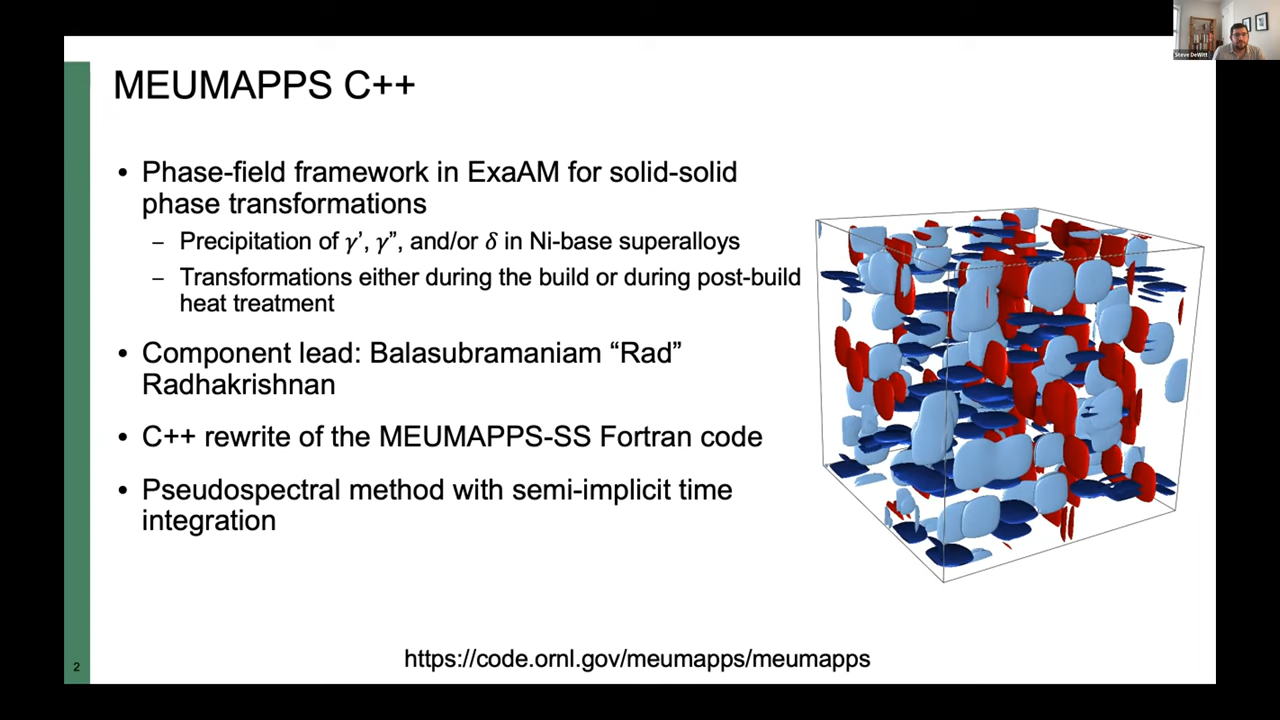 Steve DeWitt
MEUMAPPS C++
• Phase-field framework in ExaAM for solid-solid
phase transformations
– Precipitation of γ’, γ”, and/or δ in Ni-base superalloys
– Transformations either during the build or during post-build
heat treatment
• Component lead: Balasubramaniam “Rad”
Radhakrishnan
• C++ rewrite of the MEUMAPPS-SS Fortran code
• Pseudospectral method with semi-implicit time
integration
https://code.ornl.gov/meumapps/meumapps
2